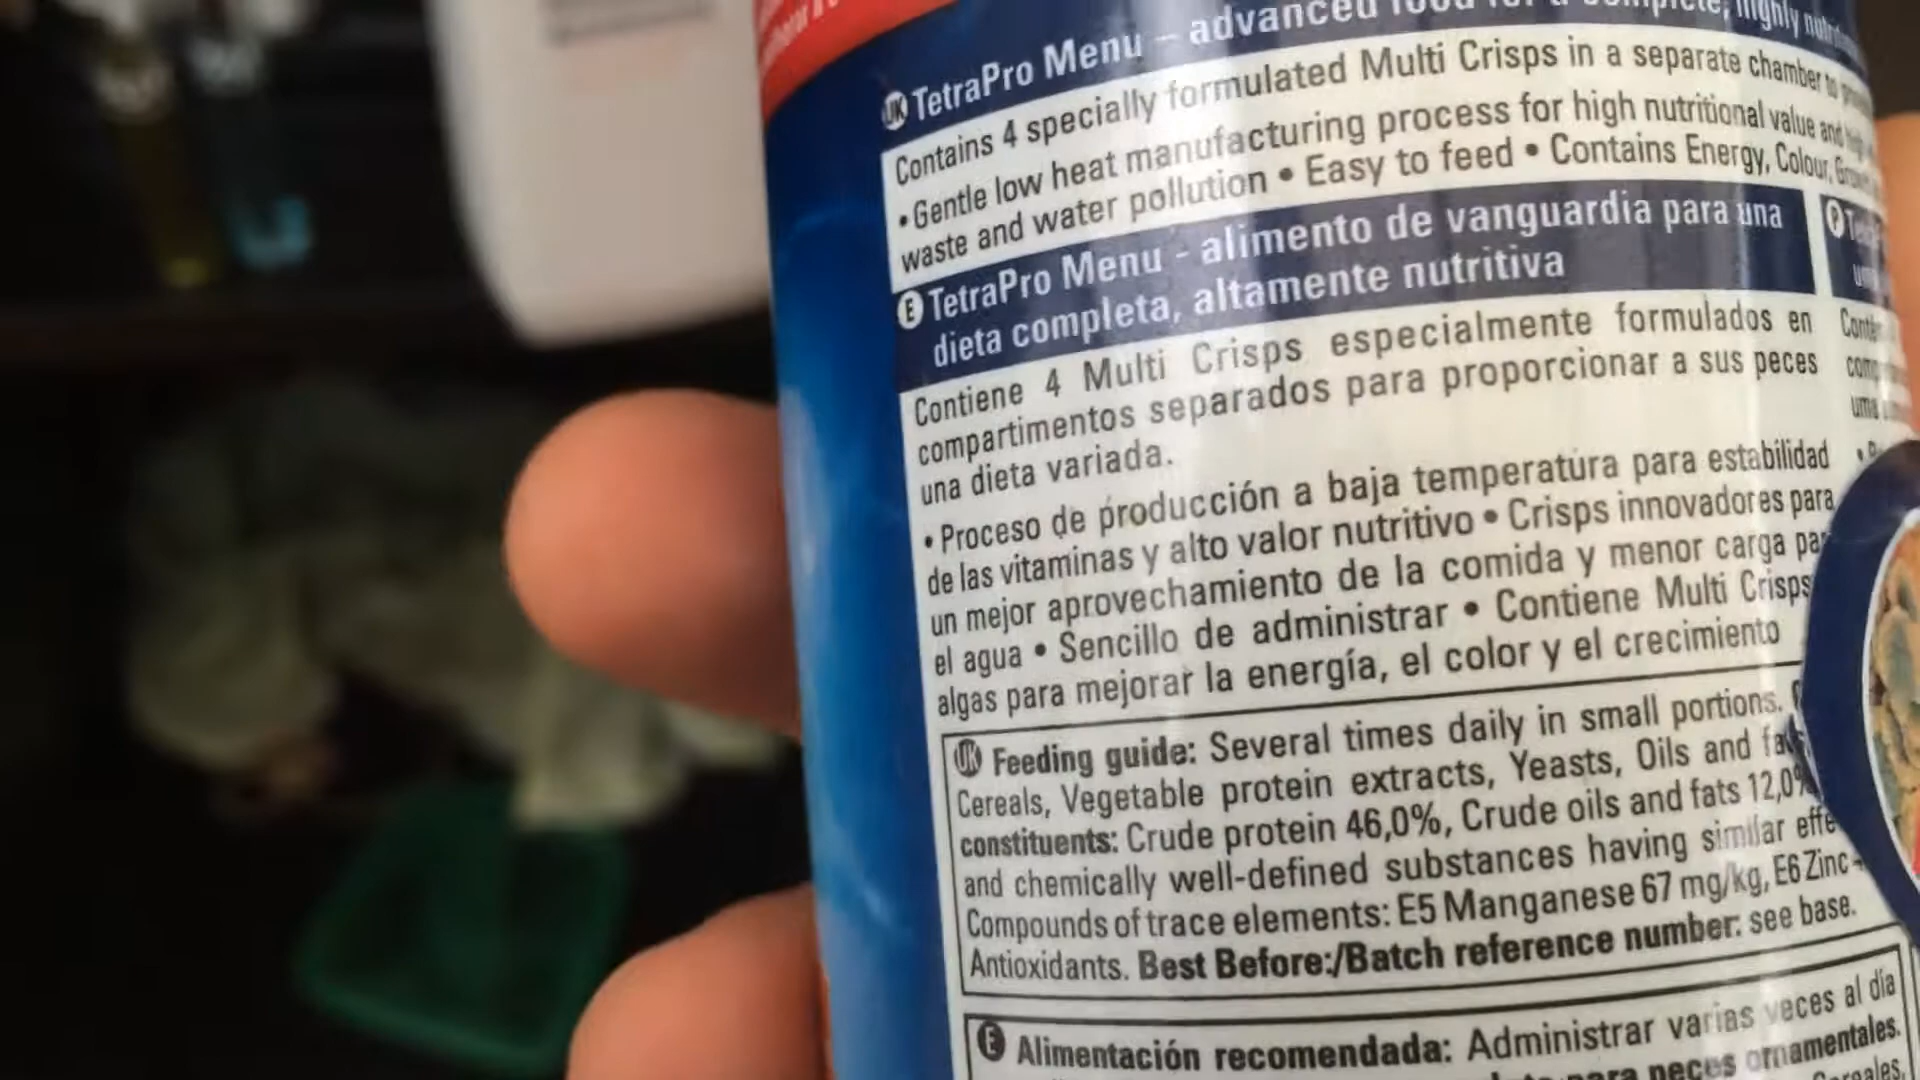 UK TetraPro Menu – advanced food for a complete, highly
Contains 4 specially formulated Multi Crisps in a separate chamber to
• Gentle low heat manufacturing process for high nutritional value and
waste and water pollution • Easy to feed • Contains Energy, Colour,
E TetraPro Menu - alimento de vanguardia para una
dieta completa, altamente nutritiva
Contiene 4 Multi Crisps especialmente formulados en
compartimentos separados para proporcionar a sus peces
una dieta variada.
• Proceso de producción a baja temperatura para estabilidad
de las vitaminas y alto valor nutritivo • Crisps innovadores para
un mejor aprovechamiento de la comida y menor carga
el agua • Sencillo de administrar • Contiene Multi Crisps
algas para mejorar la energía, el color y el crecimiento
UK Feeding guide: Several times daily in small portions.
Cereals, Vegetable protein extracts, Yeasts, Oils and
constituents: Crude protein 46,0%, Crude oils and fats 12,0%
and chemically well-defined substances having similar
Compounds of trace elements: E5 Manganese 67 mg/kg, E6 Zinc
Antioxidants. Best Before:/Batch reference number: see base.
E Alimentación recomendada: Administrar varias veces al día
para peces ornamentales.